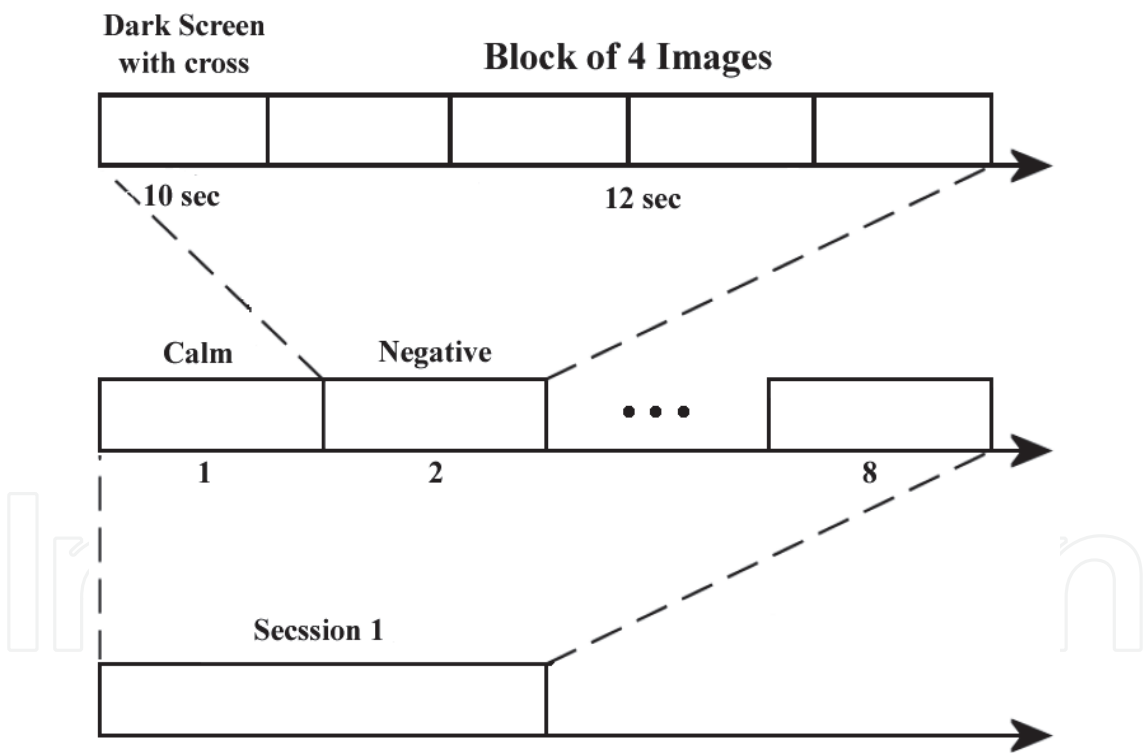 Dark Screen
with cross
Block of 4 Images
10 sec
12 sec
Calm
Negative
1
2
8
Secssion 1